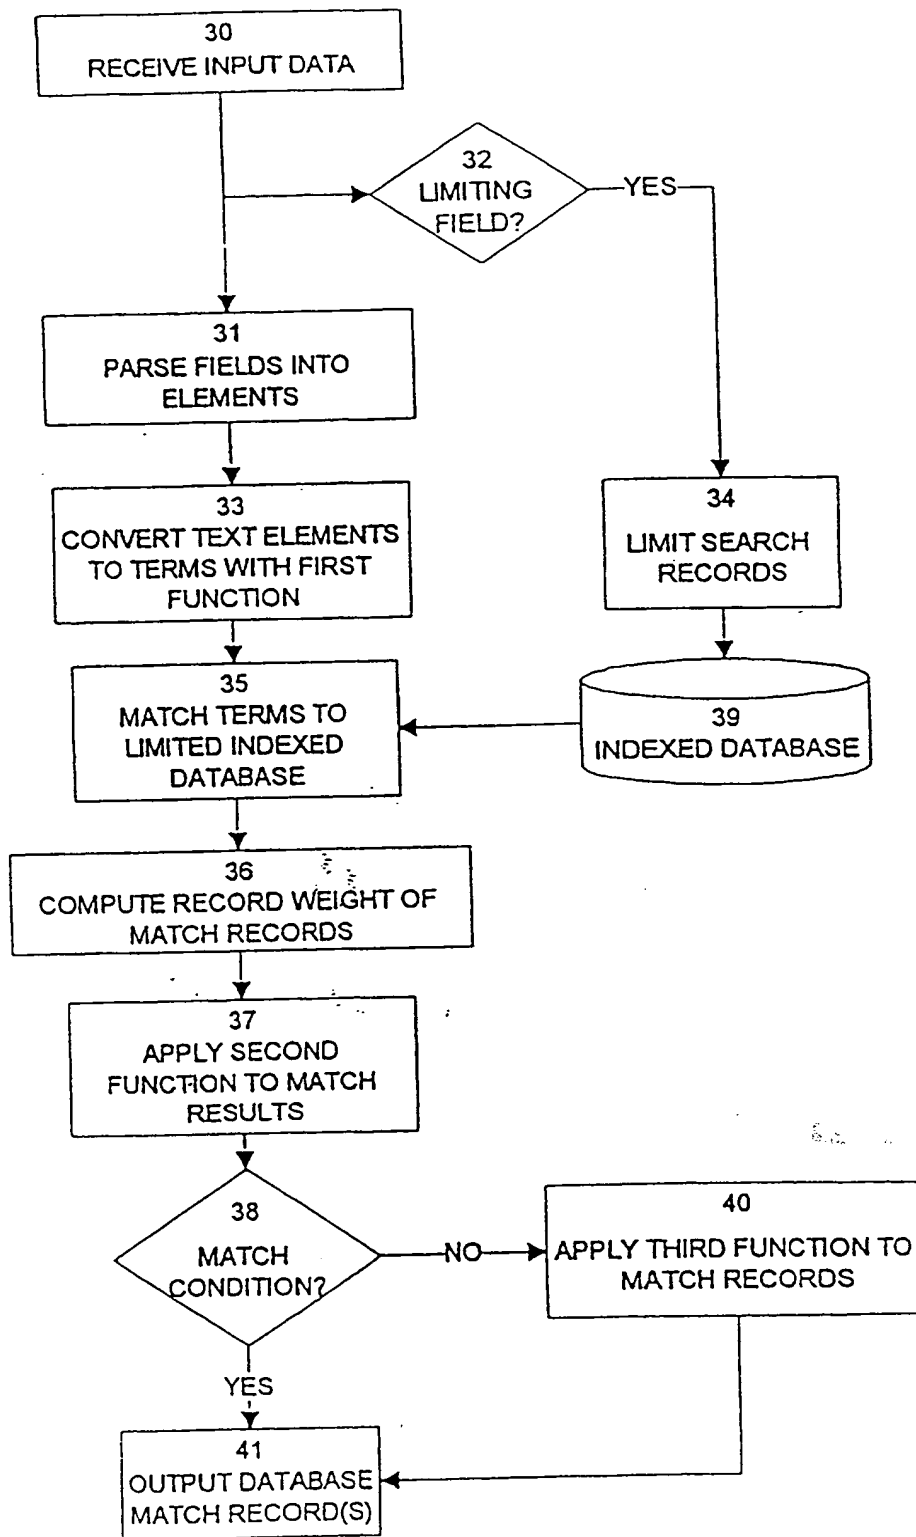 30
RECEIVE INPUT DATA
32
LIMITING
FIELD?
YES
31
PARSE FIELDS INTO
ELEMENTS
33
CONVERT TEXT ELEMENTS
TO TERMS WITH FIRST
FUNCTION
34
LIMIT SEARCH
RECORDS
35
MATCH TERMS TO
LIMITED INDEXED
DATABASE
39
INDEXED DATABASE
36
COMPUTE RECORD WEIGHT OF
MATCH RECORDS
37
APPLY SECOND
FUNCTION TO MATCH
RESULTS
38
MATCH
CONDITION?
NO
40
APPLY THIRD FUNCTION TO
MATCH RECORDS
YES
41
OUTPUT DATABASE
MATCH RECORD(S)